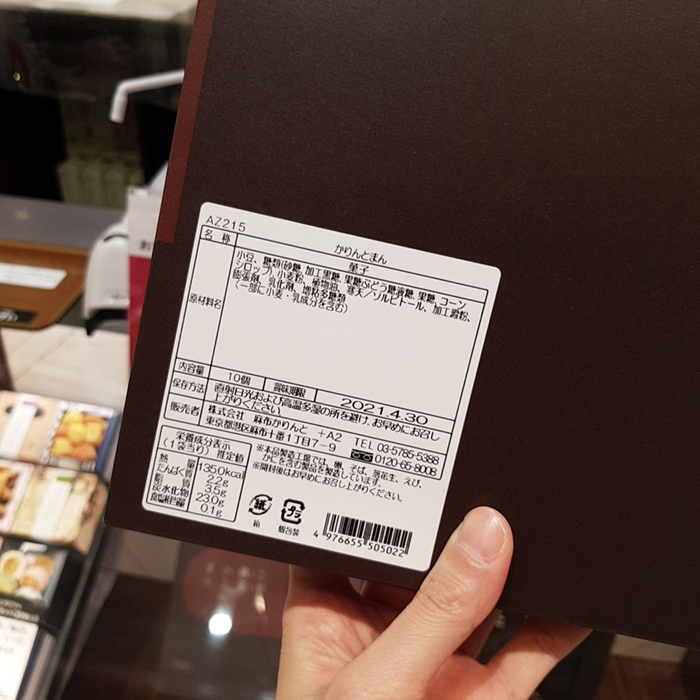 AZ215
かりんとまん
名 称 菓子
原材料名 小豆、糖類(砂糖、加工黒糖、果糖ぶどう糖液糖、果糖、コーン
シロップ)、小麦粉、植物油、寒天/ソルビトール、加工澱粉、
膨張剤、乳化剤、増粘多糖類
(一部に小麦・乳成分を含む)
内容量 10個 賞味期限 2021.4.30
保存方法 直射日光および高温多湿の所を避け、お早めにお召し
上がりください
販売者 株式会社 麻布かりんと +A2
東京都港区麻布十番1丁目7-9
TEL 03-5785-5388
0120-65-8008
栄養成分表示
(1袋当り) 推定値
熱量 135.0kcal
たんぱく質 2.2g
脂質 3.5g
炭水化物 23.0g
食塩相当量 0.1g
※本品製造工場では、卵、そば、落花生、えび、
かにを含む製品を製造しています。
※開封後はお早めにお召し上がりください。
紙
箱
プラ
個包装
4 976655 505022